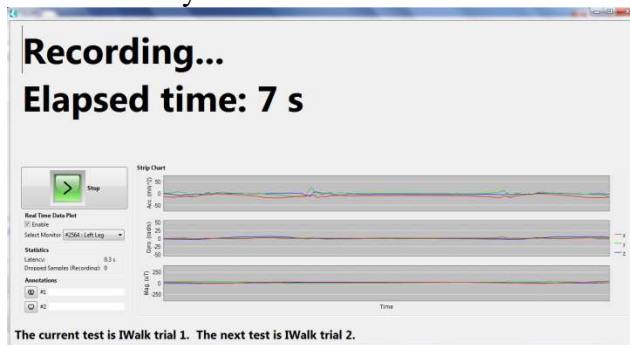 Recording...
Elapsed time: 7 s
Stop
Real Time Data Plot
Enable
Select Monitor #2564 : Left Leg
Statistics
Latency: 0.3 s
Dropped Samples (Recording): 0
Annotations
#1
#2
Strip Chart
Acc. (m/s^2)
50
0
-50
Gyro. (rad/s)
50
25
0
-25
-50
Mag. (uT)
250
0
-250
Time
x
y
z
The current test is IWalk trial 1. The next test is IWalk trial 2.